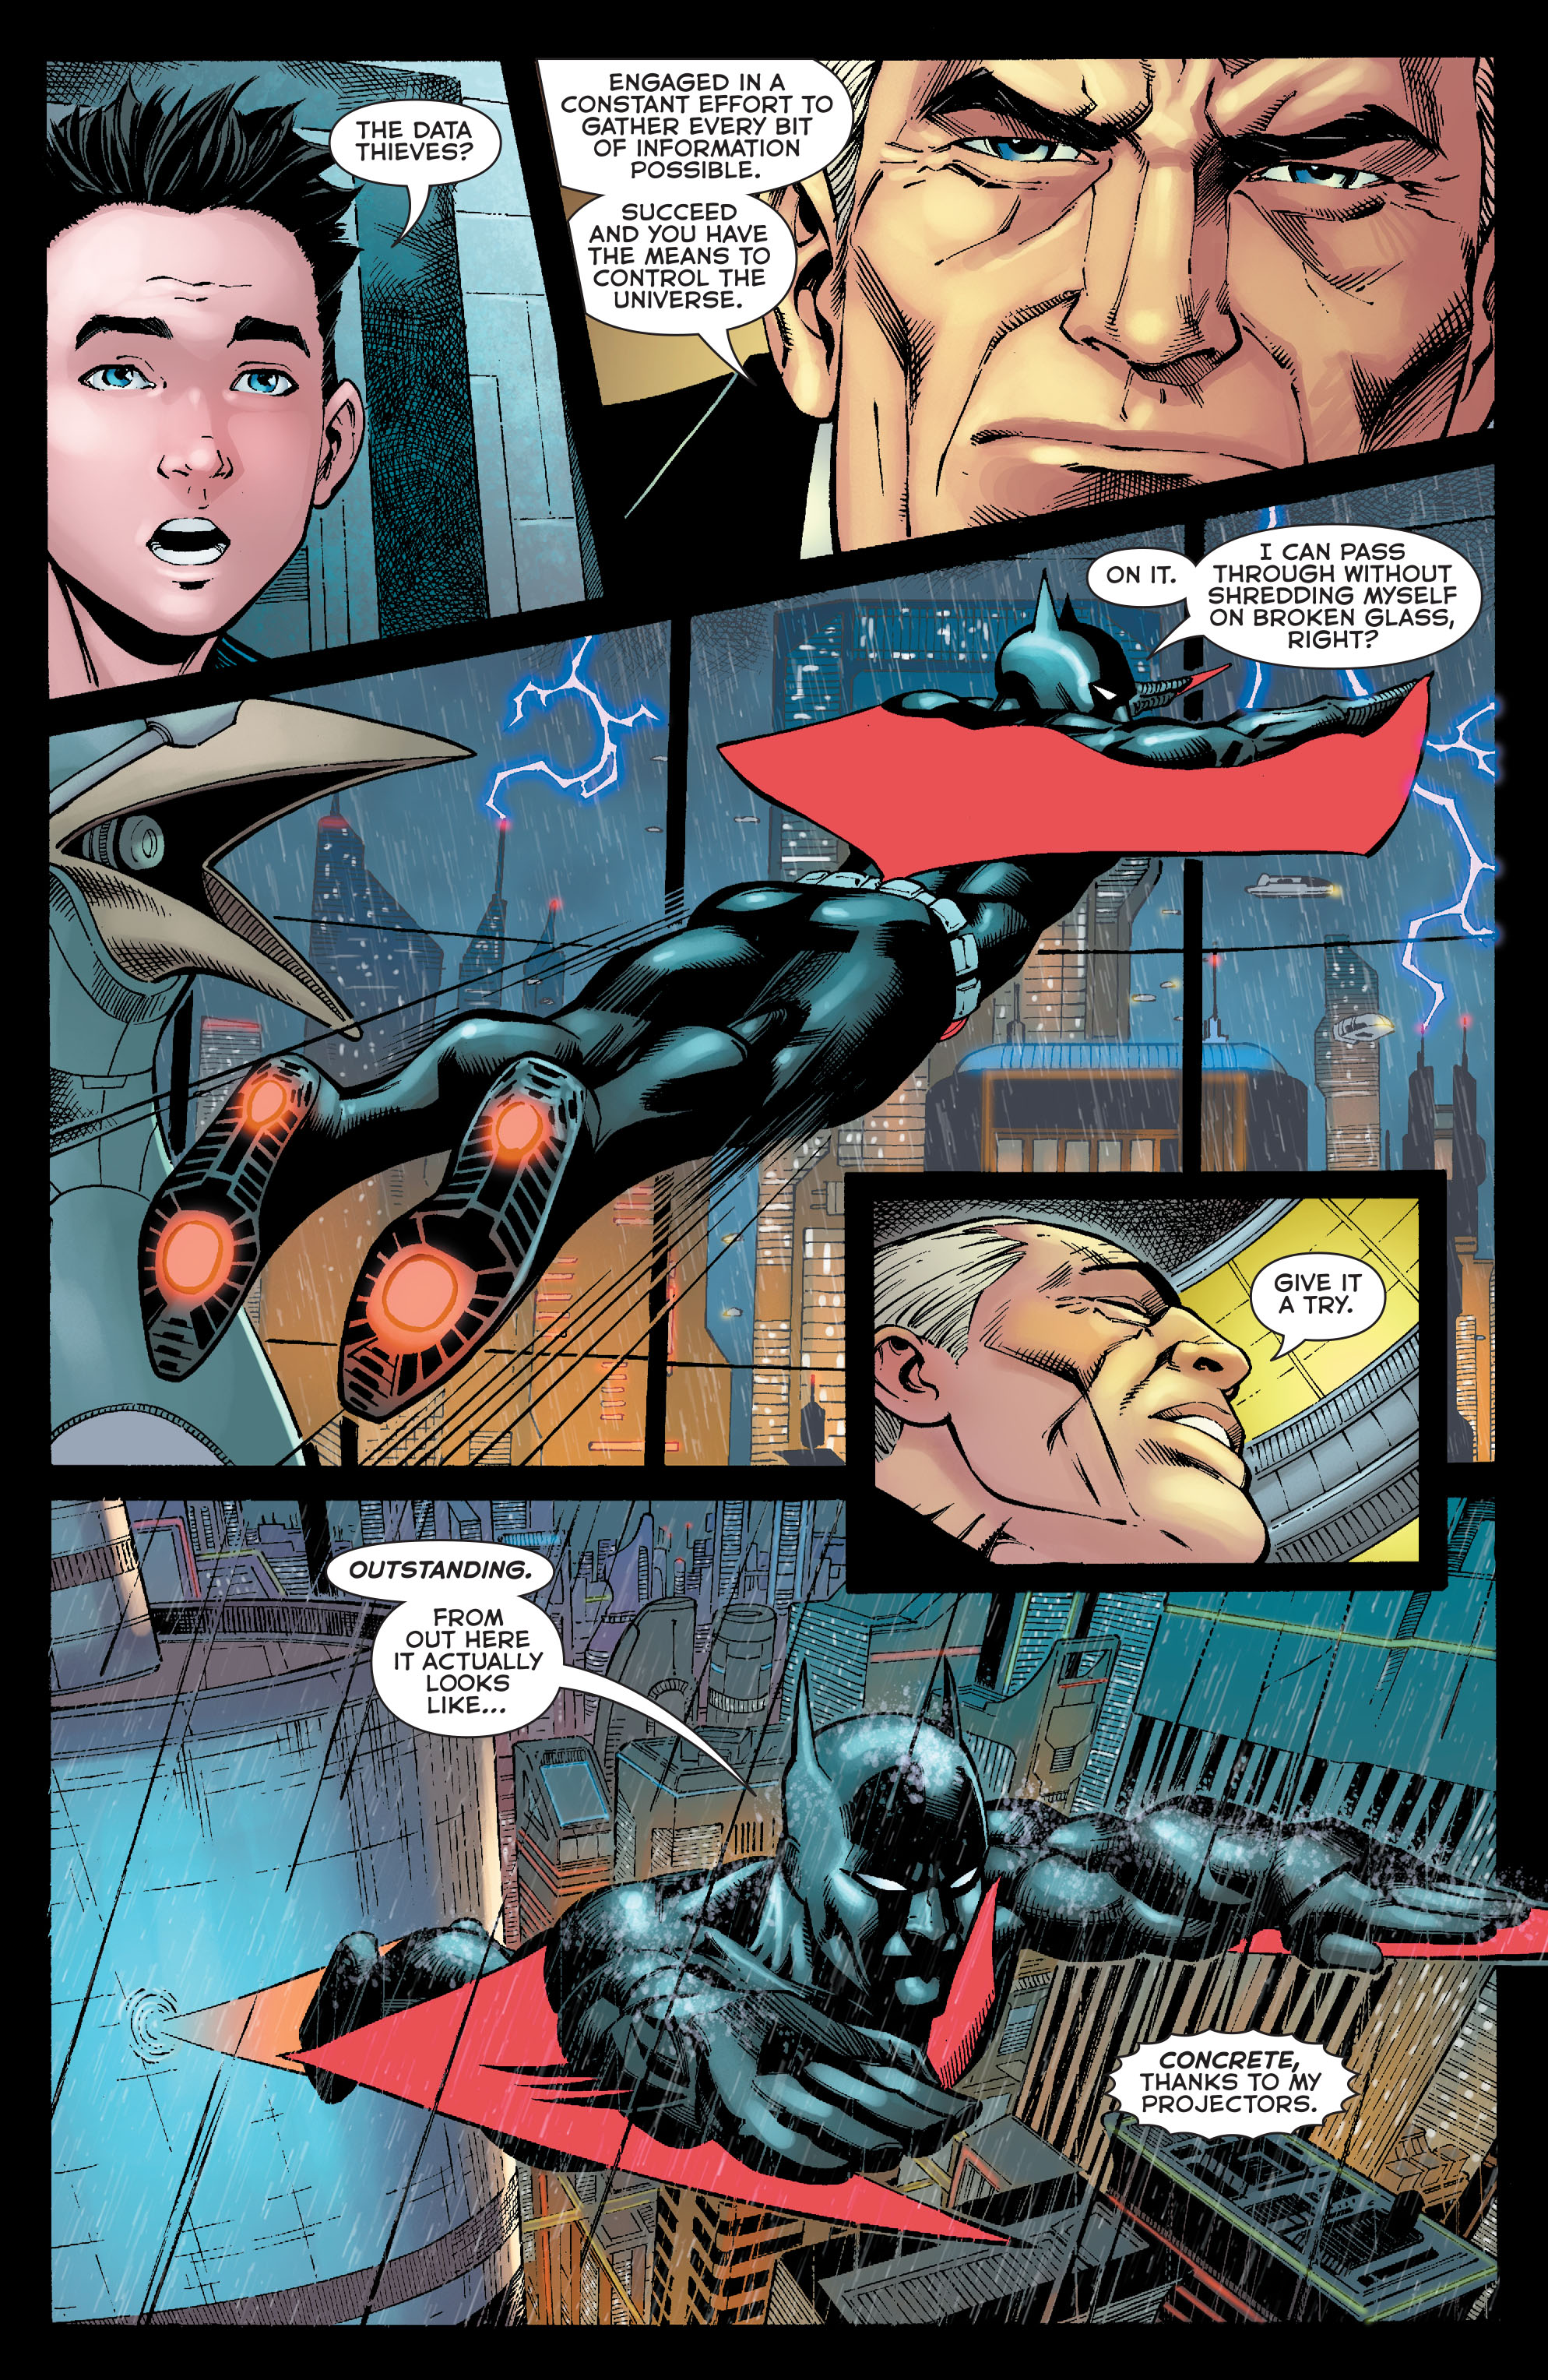 THE DATA
THIEVES?
ENGAGED IN A
CONSTANT EFFORT TO
GATHER EVERY BIT
OF INFORMATION
POSSIBLE.
SUCCEED
AND YOU HAVE
THE MEANS TO
CONTROL THE
UNIVERSE.
ON IT.
I CAN PASS
THROUGH WITHOUT
SHREDDING MYSELF
ON BROKEN GLASS,
RIGHT?
GIVE IT
A TRY.
OUTSTANDING.
FROM
OUT HERE
IT ACTUALLY
LOOKS
LIKE...
CONCRETE,
THANKS TO MY
PROJECTORS.